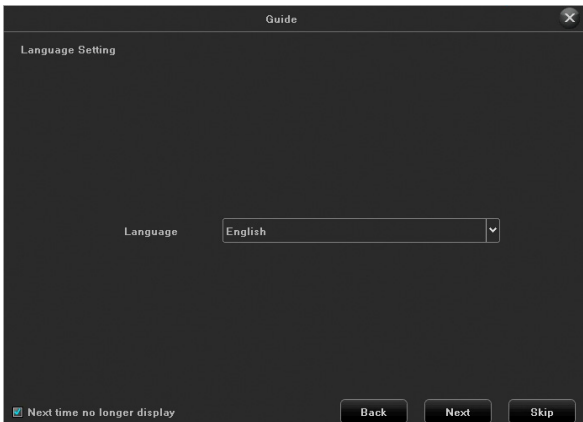 Guide
Language Setting
Language English
Next time no longer display Back Next Skip